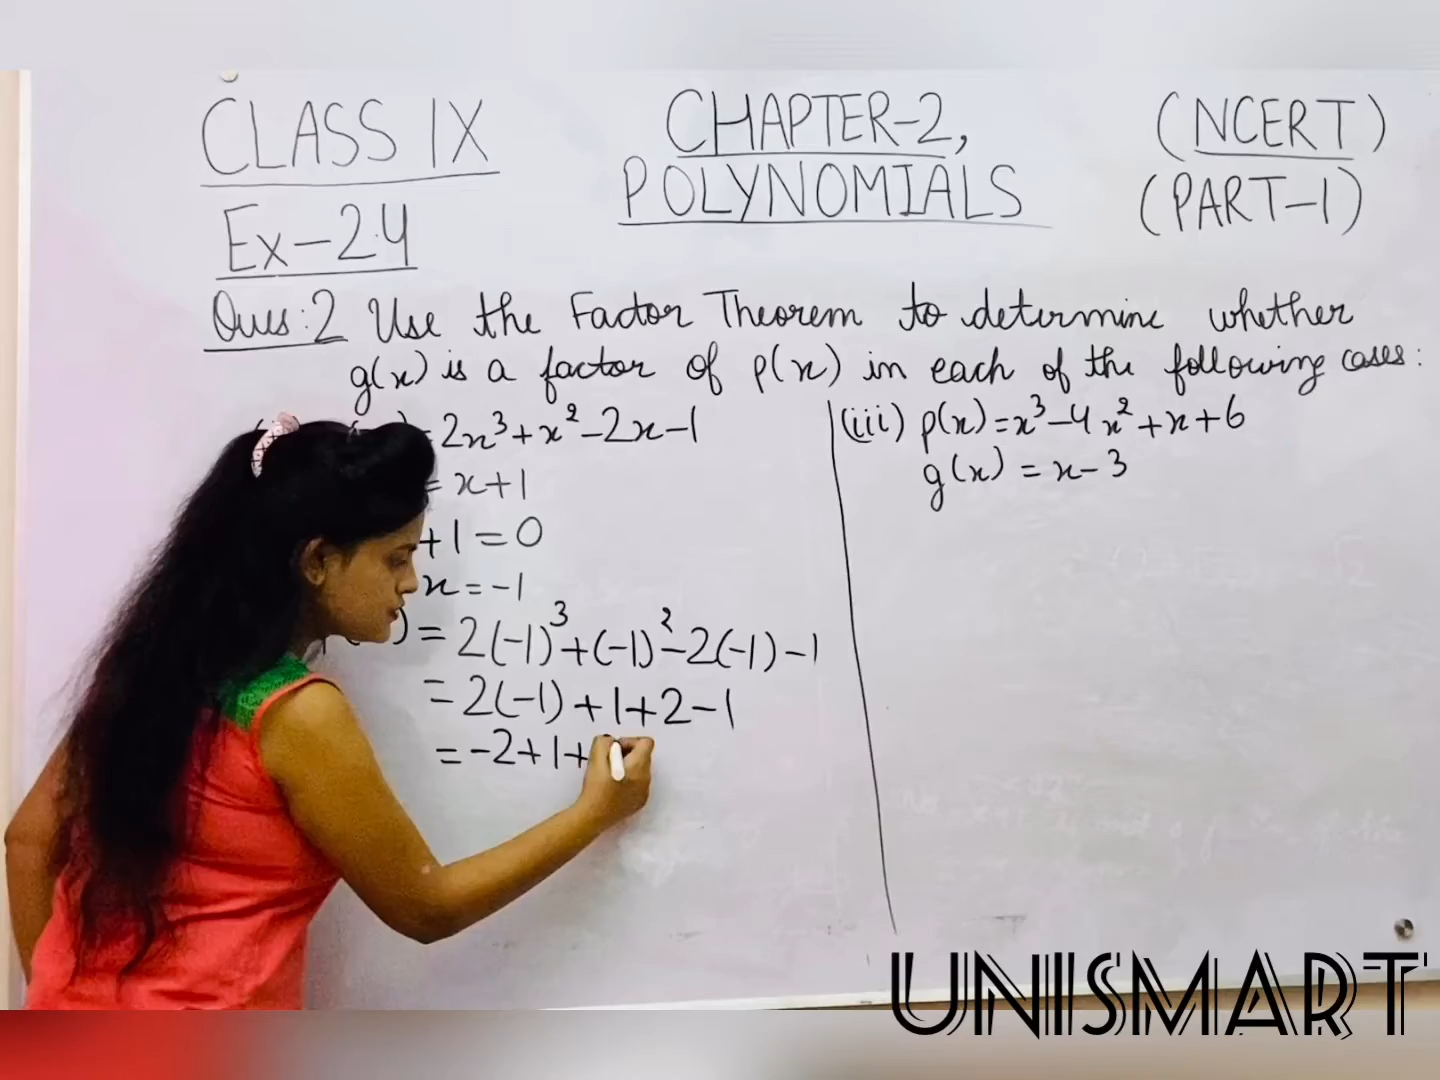 CLASS IX
Ex-2.4
CHAPTER-2,
POLYNOMIALS
(NCERT)
(PART-1)
Ques:2 Use the Factor Theorem to determine whether
g(x) is a factor of p(x) in each of the following cases:
) = 2x³+x²-2x-1
= x+1
+1=0
x=-1
) = 2(-1)³+(-1)²-2(-1)-1
= 2(-1)+1+2-1
= -2+1+
(iii) p(x)=x³-4x²+x+6
g(x) = x-3
UNISMART